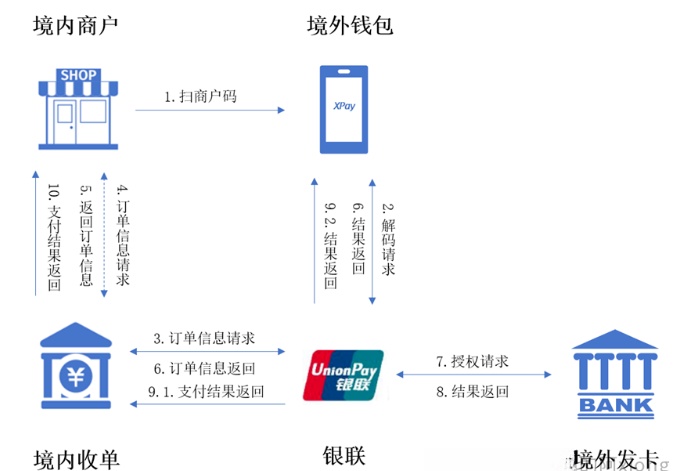 境内商户
境外钱包
SHOP
1.扫商户码
XPay
10.支付结果返回
5.返回订单信息
4.订单信息请求
9.2.结果返回
6.结果返回
2.解码请求
3.订单信息请求
6.订单信息返回
9.1.支付结果返回
UnionPay
银联
7.授权请求
8.结果返回
BANK
境内收单
银联
境外发卡